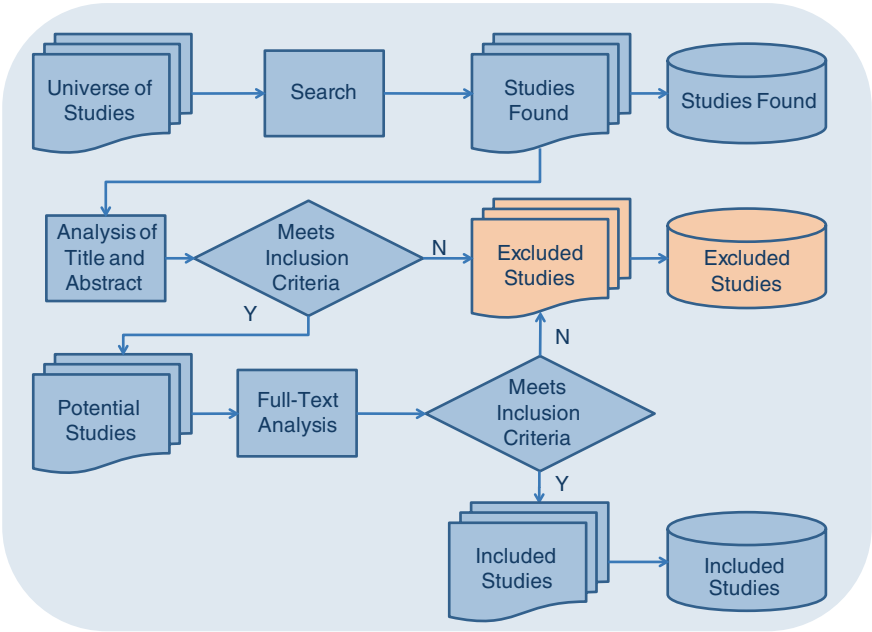 Universe of
Studies
Search
Studies
Found
Studies Found
Analysis of
Title and
Abstract
Meets
Inclusion
Criteria
N
Excluded
Studies
Excluded
Studies
Y
N
Potential
Studies
Full-Text
Analysis
Meets
Inclusion
Criteria
Y
Included
Studies
Included
Studies